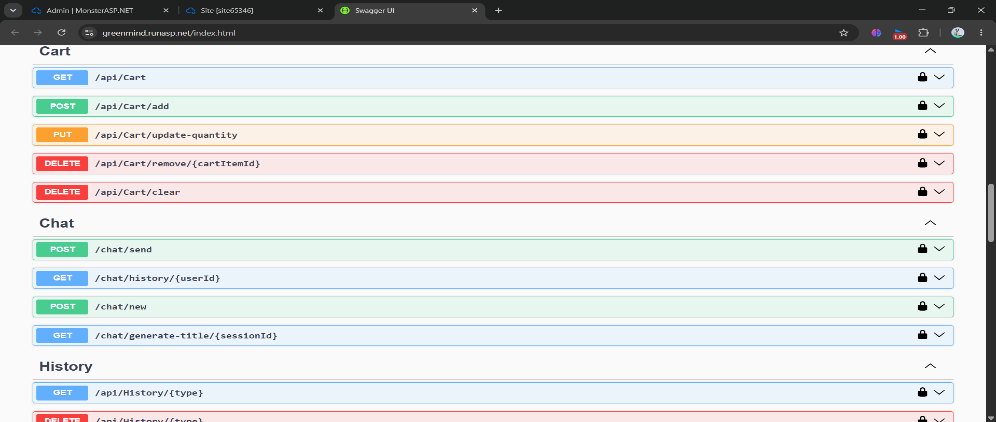 Admin | MonsterASP.NET
Site [site65346]
Swagger UI
greenmind.runasp.net/index.html
1.00
Cart
GET /api/Cart
POST /api/Cart/add
PUT /api/Cart/update-quantity
DELETE /api/Cart/remove/{cartItemId}
DELETE /api/Cart/clear
Chat
POST /chat/send
GET /chat/history/{userId}
POST /chat/new
GET /chat/generate-title/{sessionId}
History
GET /api/History/{type}
DELETE /api/History/{type}